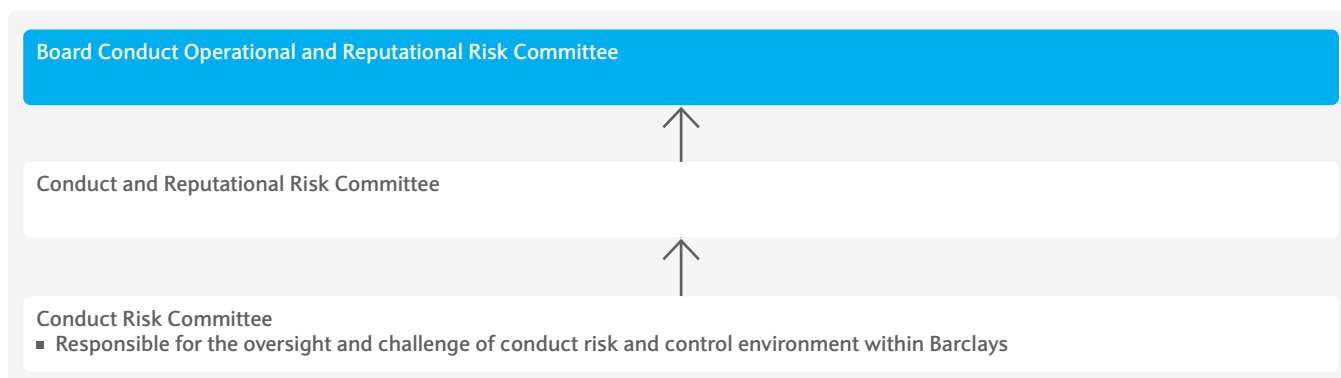 Board Conduct Operational and Reputational Risk Committee
Conduct and Reputational Risk Committee
Conduct Risk Committee
▪ Responsible for the oversight and challenge of conduct risk and control environment within Barclays